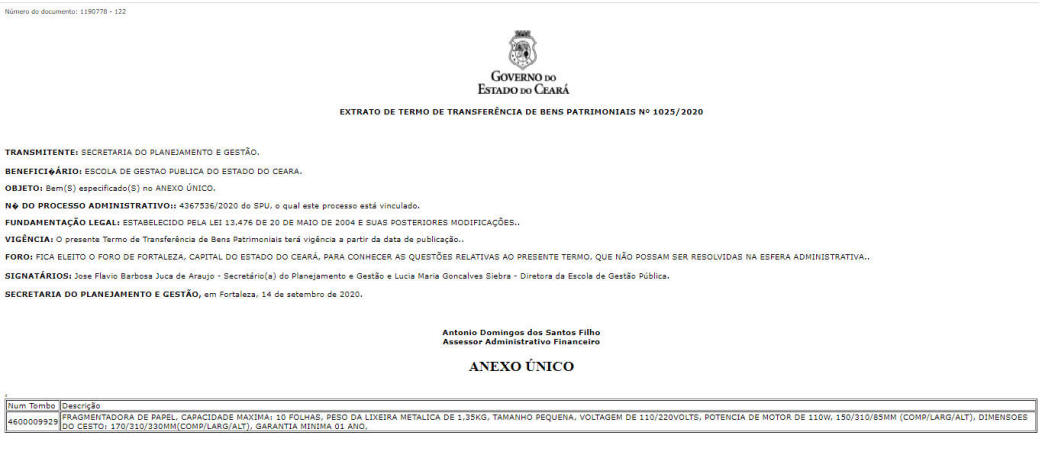 Número do documento: 1190778 - 122
GOVERNO DO
ESTADO DO CEARÁ
EXTRATO DE TERMO DE TRANSFERÊNCIA DE BENS PATRIMONIAIS Nº 1025/2020
TRANSMITENTE: SECRETARIA DO PLANEJAMENTO E GESTÃO.
BENEFICI�ÁRIO: ESCOLA DE GESTAO PUBLICA DO ESTADO DO CEARA.
OBJETO: Bem(S) especificado(S) no ANEXO ÚNICO.
N� DO PROCESSO ADMINISTRATIVO:: 4367536/2020 do SPU, o qual este processo está vinculado.
FUNDAMENTAÇÃO LEGAL: ESTABELECIDO PELA LEI 13.476 DE 20 DE MAIO DE 2004 E SUAS POSTERIORES MODIFICAÇÕES..
VIGÊNCIA: O presente Termo de Transferência de Bens Patrimoniais terá vigência a partir da data de publicação..
FORO: FICA ELEITO O FORO DE FORTALEZA, CAPITAL DO ESTADO DO CEARÁ, PARA CONHECER AS QUESTÕES RELATIVAS AO PRESENTE TERMO, QUE NÃO POSSAM SER RESOLVIDAS NA ESFERA ADMINISTRATIVA..
SIGNATÁRIOS: Jose Flavio Barbosa Juca de Araujo - Secretário(a) do Planejamento e Gestão e Lucia Maria Goncalves Siebra - Diretora da Escola de Gestão Pública.
SECRETARIA DO PLANEJAMENTO E GESTÃO, em Fortaleza, 14 de setembro de 2020.
Antonio Domingos dos Santos Filho
Assessor Administrativo Financeiro
ANEXO ÚNICO
,
Num Tombo Descrição
4600009929 FRAGMENTADORA DE PAPEL, CAPACIDADE MAXIMA: 10 FOLHAS, PESO DA LIXEIRA METALICA DE 1,35KG, TAMANHO PEQUENA, VOLTAGEM DE 110/220VOLTS, POTENCIA DE MOTOR DE 110W, 150/310/85MM (COMP/LARG/ALT), DIMENSOES
DO CESTO: 170/310/330MM(COMP/LARG/ALT), GARANTIA MINIMA 01 ANO,